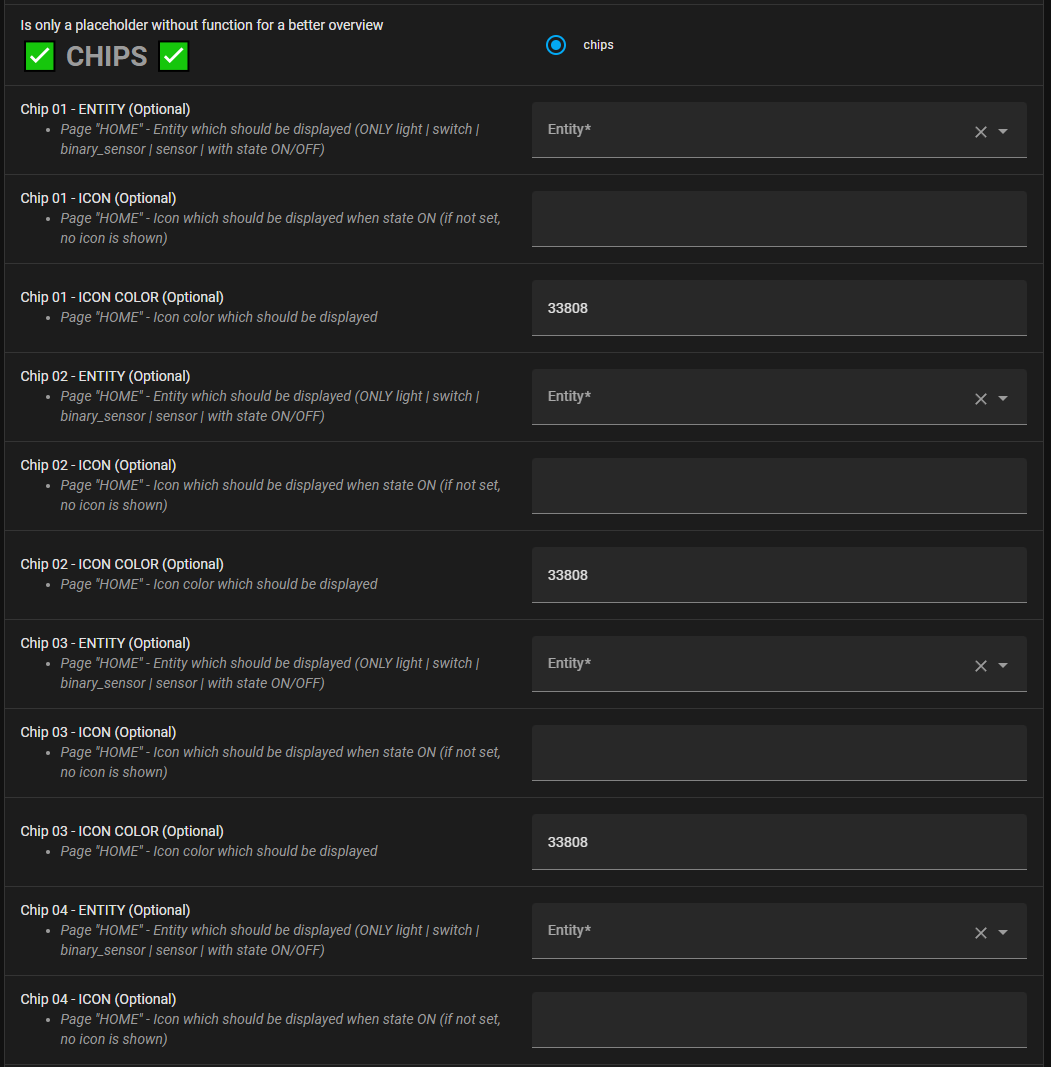 Is only a placeholder without function for a better overview
✅ CHIPS ✅
chips
Chip 01 - ENTITY (Optional)
• Page "HOME" - Entity which should be displayed (ONLY light | switch |
binary_sensor | sensor | with state ON/OFF)
Entity*
Chip 01 - ICON (Optional)
• Page "HOME" - Icon which should be displayed when state ON (if not set,
no icon is shown)
Chip 01 - ICON COLOR (Optional)
• Page "HOME" - Icon color which should be displayed
33808
Chip 02 - ENTITY (Optional)
• Page "HOME" - Entity which should be displayed (ONLY light | switch |
binary_sensor | sensor | with state ON/OFF)
Entity*
Chip 02 - ICON (Optional)
• Page "HOME" - Icon which should be displayed when state ON (if not set,
no icon is shown)
Chip 02 - ICON COLOR (Optional)
• Page "HOME" - Icon color which should be displayed
33808
Chip 03 - ENTITY (Optional)
• Page "HOME" - Entity which should be displayed (ONLY light | switch |
binary_sensor | sensor | with state ON/OFF)
Entity*
Chip 03 - ICON (Optional)
• Page "HOME" - Icon which should be displayed when state ON (if not set,
no icon is shown)
Chip 03 - ICON COLOR (Optional)
• Page "HOME" - Icon color which should be displayed
33808
Chip 04 - ENTITY (Optional)
• Page "HOME" - Entity which should be displayed (ONLY light | switch |
binary_sensor | sensor | with state ON/OFF)
Entity*
Chip 04 - ICON (Optional)
• Page "HOME" - Icon which should be displayed when state ON (if not set,
no icon is shown)